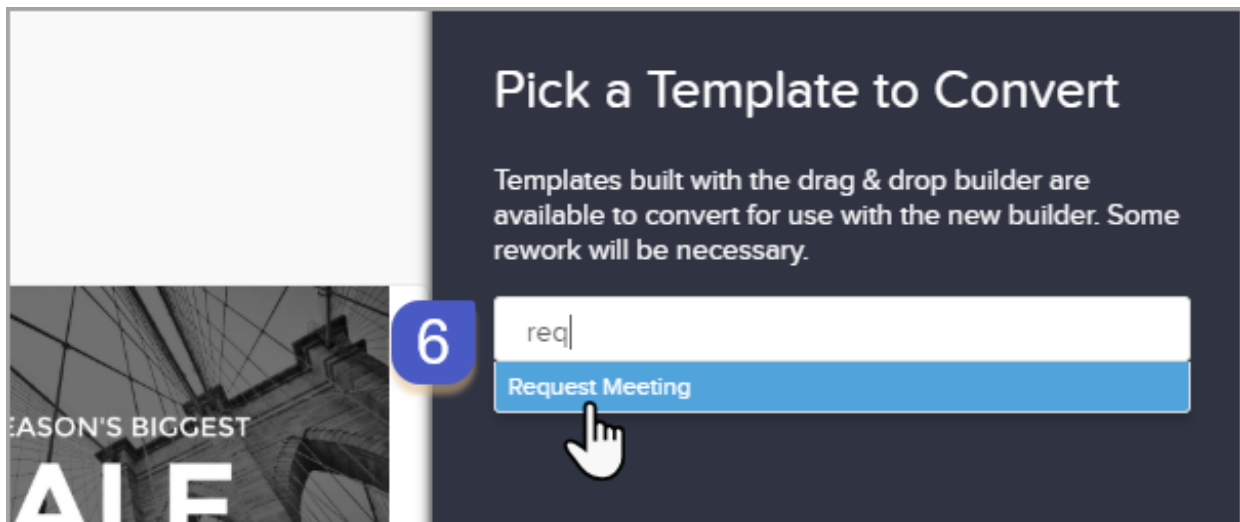 Pick a Template to Convert
Templates built with the drag & drop builder are
available to convert for use with the new builder. Some
rework will be necessary.
6
req
Request Meeting
EASON'S BIGGEST
ALE